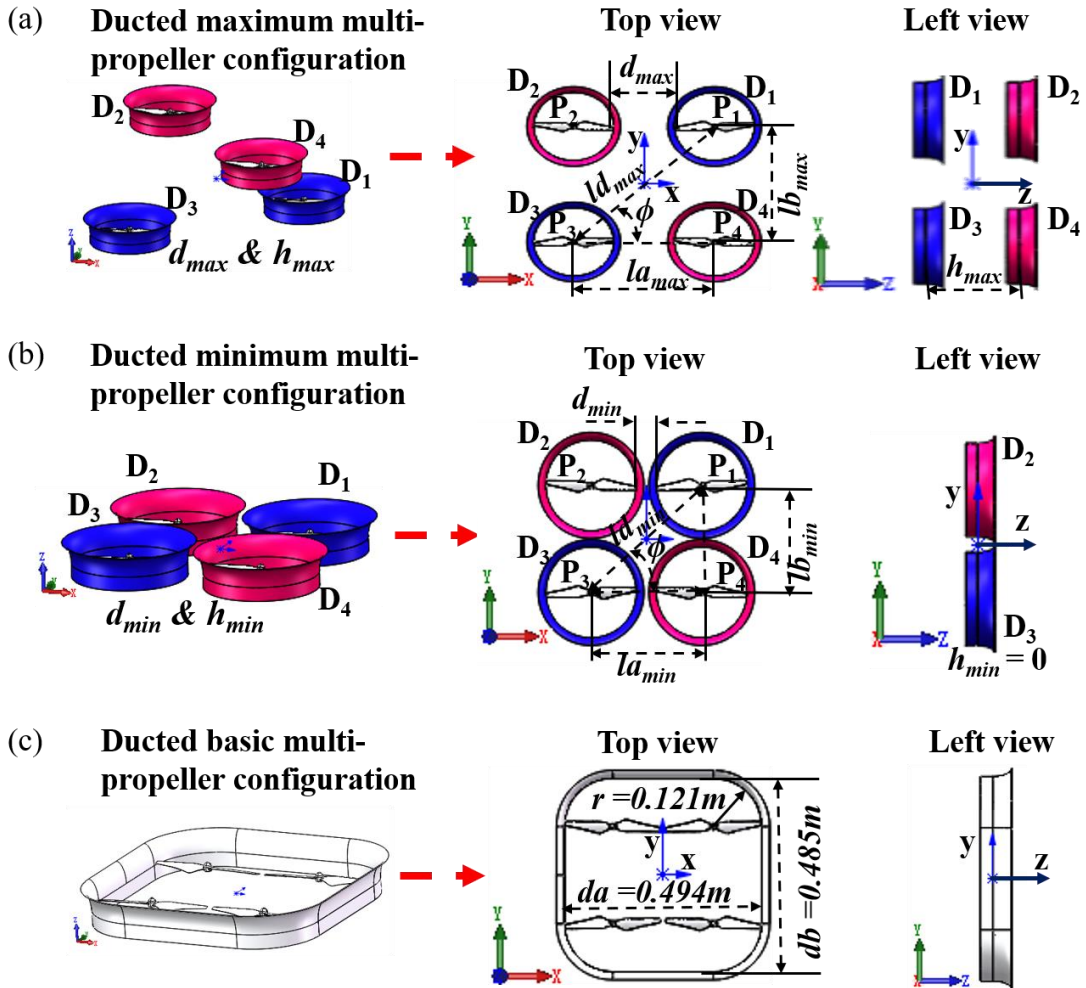 (a) Ducted maximum multi-
propeller configuration
Top view
Left view
D2
D4
D1
D3
dmax & hmax
z
Y
x
dmax
D2
D1
P2
P1
y
x
ldmax
lbmax
D3
D4
P3
ϕ
P4
lamax
Y
X
D1
D2
y
z
D3
D4
hmax
Y
X
Z
(b) Ducted minimum multi-
propeller configuration
Top view
Left view
D2
D1
D3
D4
dmin & hmin
z
Y
X
dmin
D2
D1
P2
P1
ldmin
lbmin
D3
D4
ϕ
P3
P4
lamin
Y
X
D2
y
z
D3
hmin = 0
Y
X
Z
(c) Ducted basic multi-
propeller configuration
Top view
Left view
r =0.121m
y
x
da =0.494m
db =0.485m
Y
X
y
z
Y
X
Z